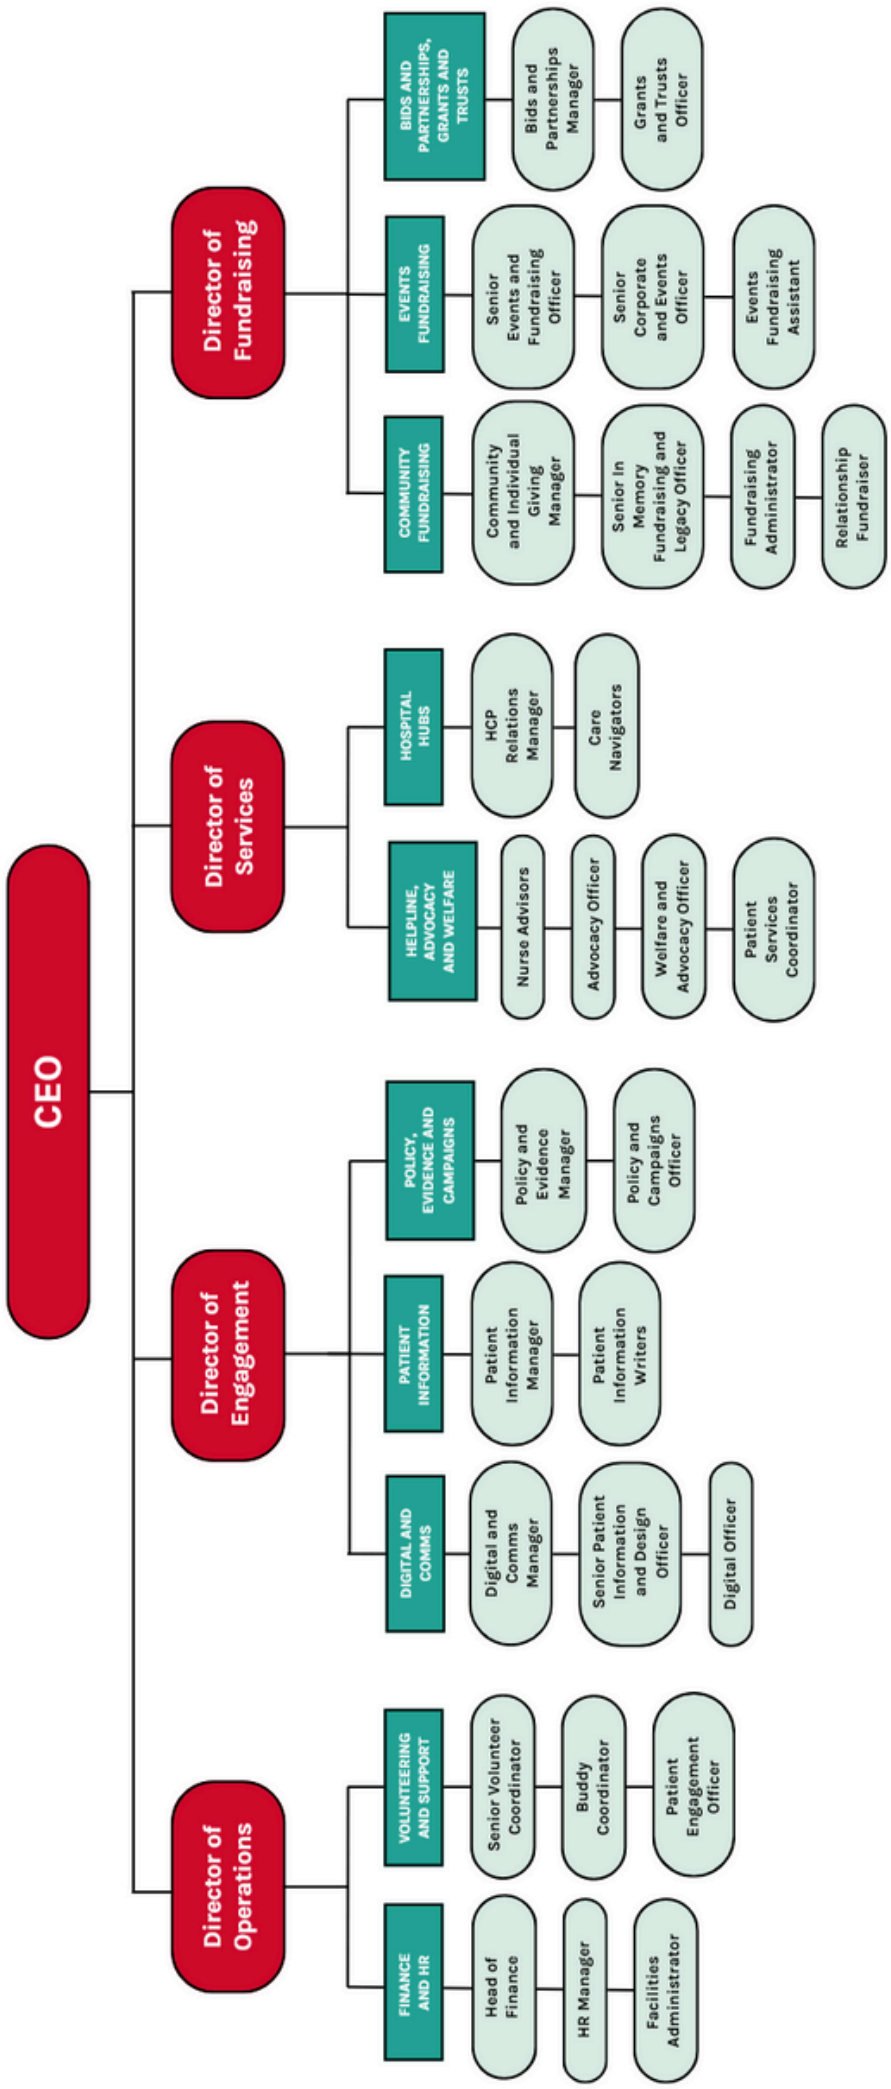 CEO
Director of
Operations
Director of
Engagement
Director of
Services
Director of
Fundraising
FINANCE
AND HR
Head of
Finance
HR Manager
Facilities
Administrator
VOLUNTEERING
AND SUPPORT
Senior Volunteer
Coordinator
Buddy
Coordinator
Patient
Engagement
Officer
DIGITAL AND
COMMS
Digital and
Comms
Manager
Senior Patient
Information
and Design
Officer
Digital Officer
PATIENT
INFORMATION
Patient
Information
Manager
Patient
Information
Writers
POLICY,
EVIDENCE AND
CAMPAIGNS
Policy and
Evidence
Manager
Policy and
Campaigns
Officer
HELPLINE,
ADVOCACY
AND WELFARE
Nurse Advisors
Advocacy Officer
Welfare and
Advocacy Officer
Patient
Services
Coordinator
HOSPITAL
HUBS
HCP
Relations
Manager
Care
Navigators
COMMUNITY
FUNDRAISING
Community
and Individual
Giving
Manager
Senior In
Memory
Fundraising and
Legacy Officer
Fundraising
Administrator
Relationship
Fundraiser
EVENTS
FUNDRAISING
Senior
Events and
Fundraising
Officer
Senior
Corporate
and Events
Officer
Events
Fundraising
Assistant
BIDS AND
PARTNERSHIPS,
GRANTS AND
TRUSTS
Bids and
Partnerships
Manager
Grants
and Trusts
Officer